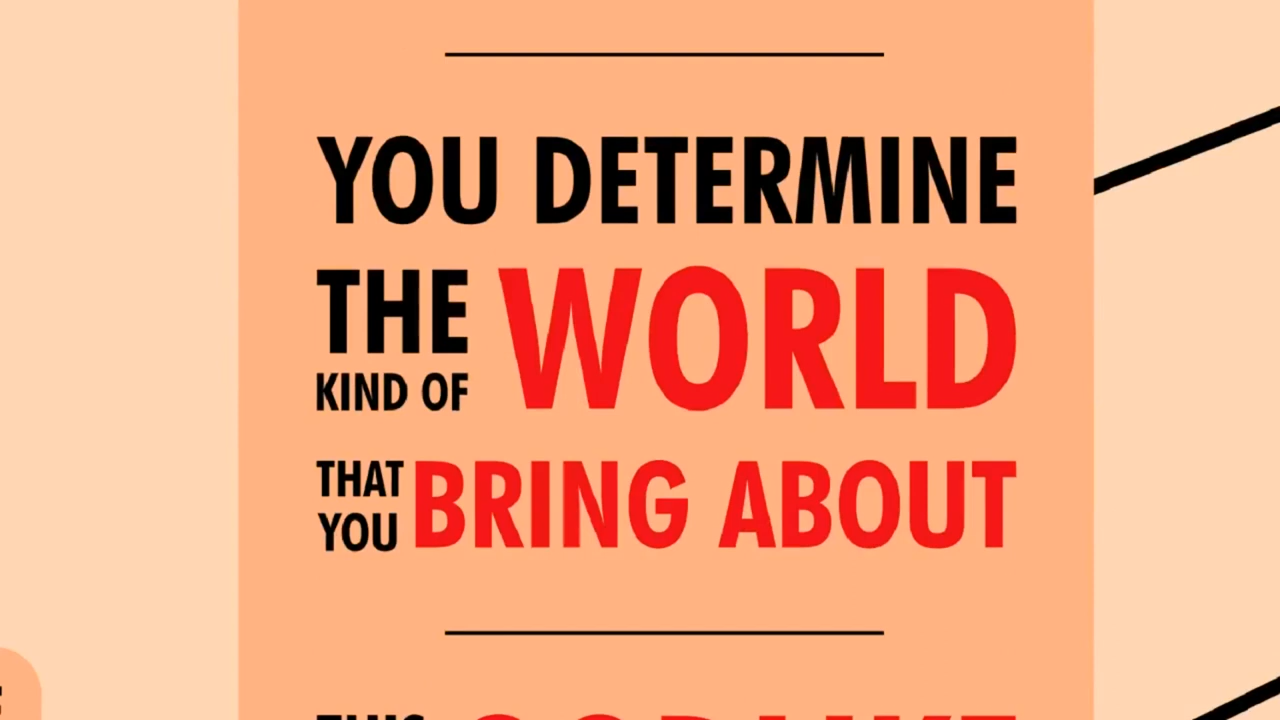 YOU DETERMINE
THE
KIND OF
WORLD
THAT
YOU
BRING ABOUT